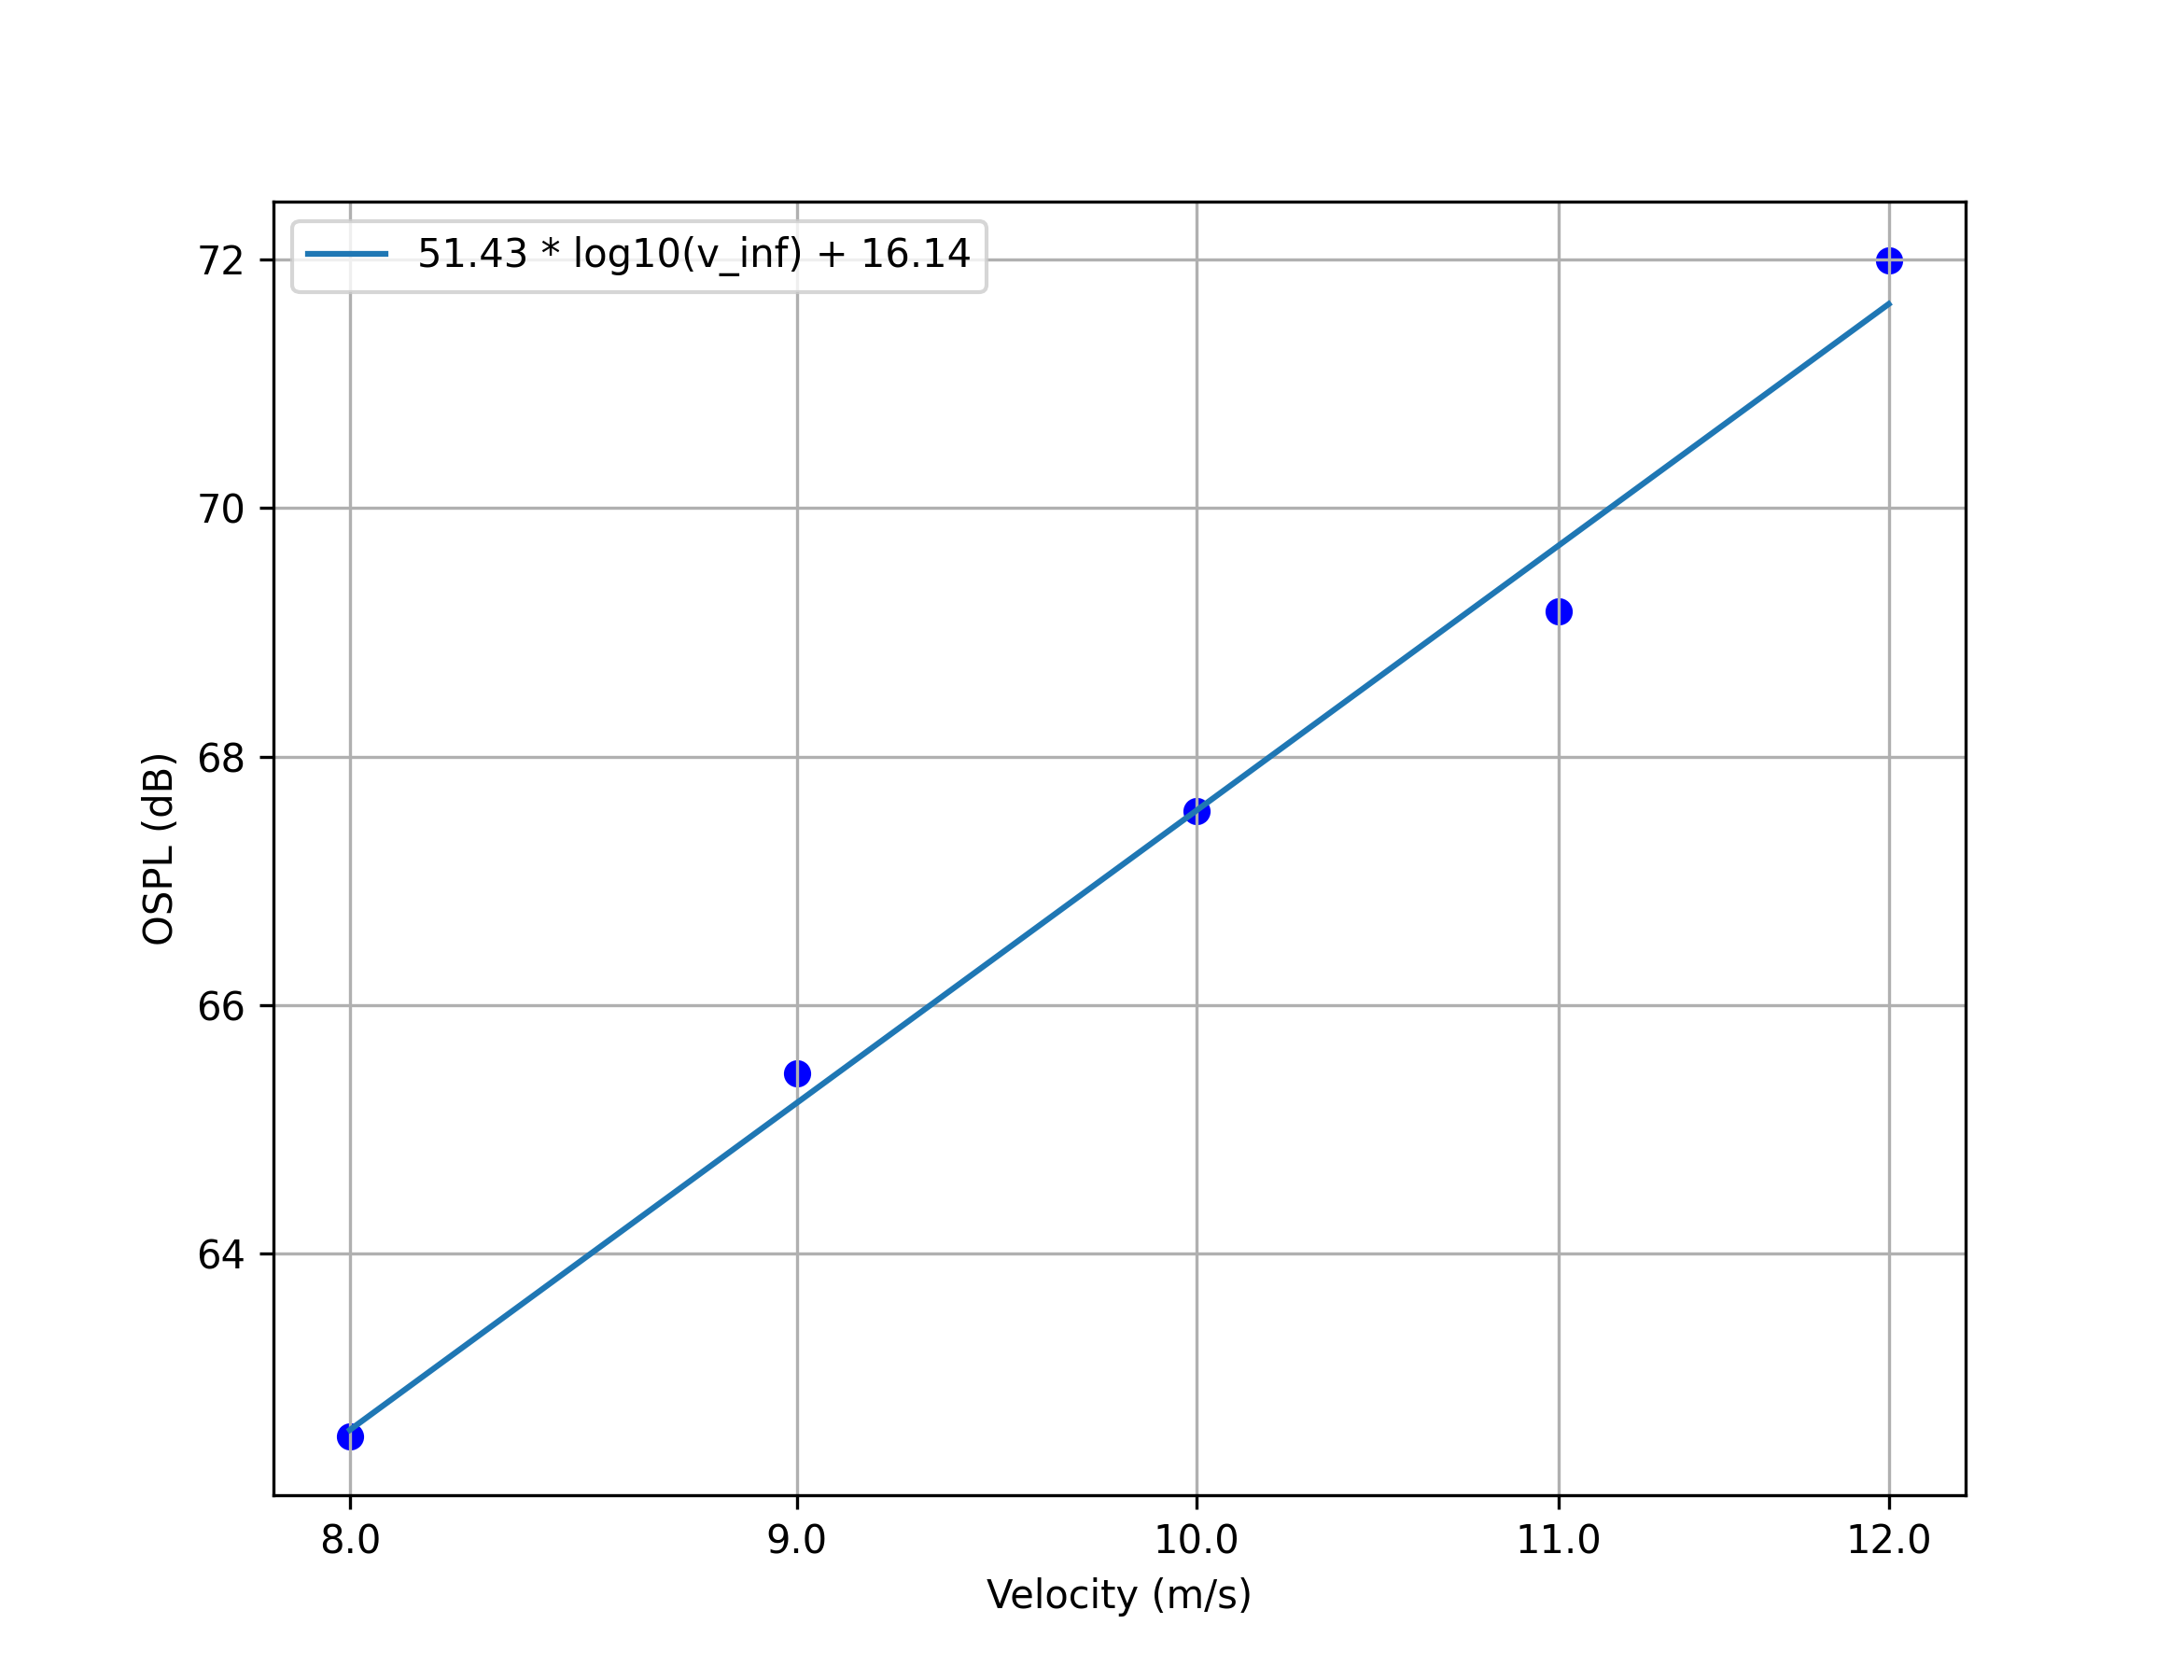 51.43 * log10(v_inf) + 16.14
72
70
68
66
64
OSPL (dB)
8.0 9.0 10.0 11.0 12.0
Velocity (m/s)